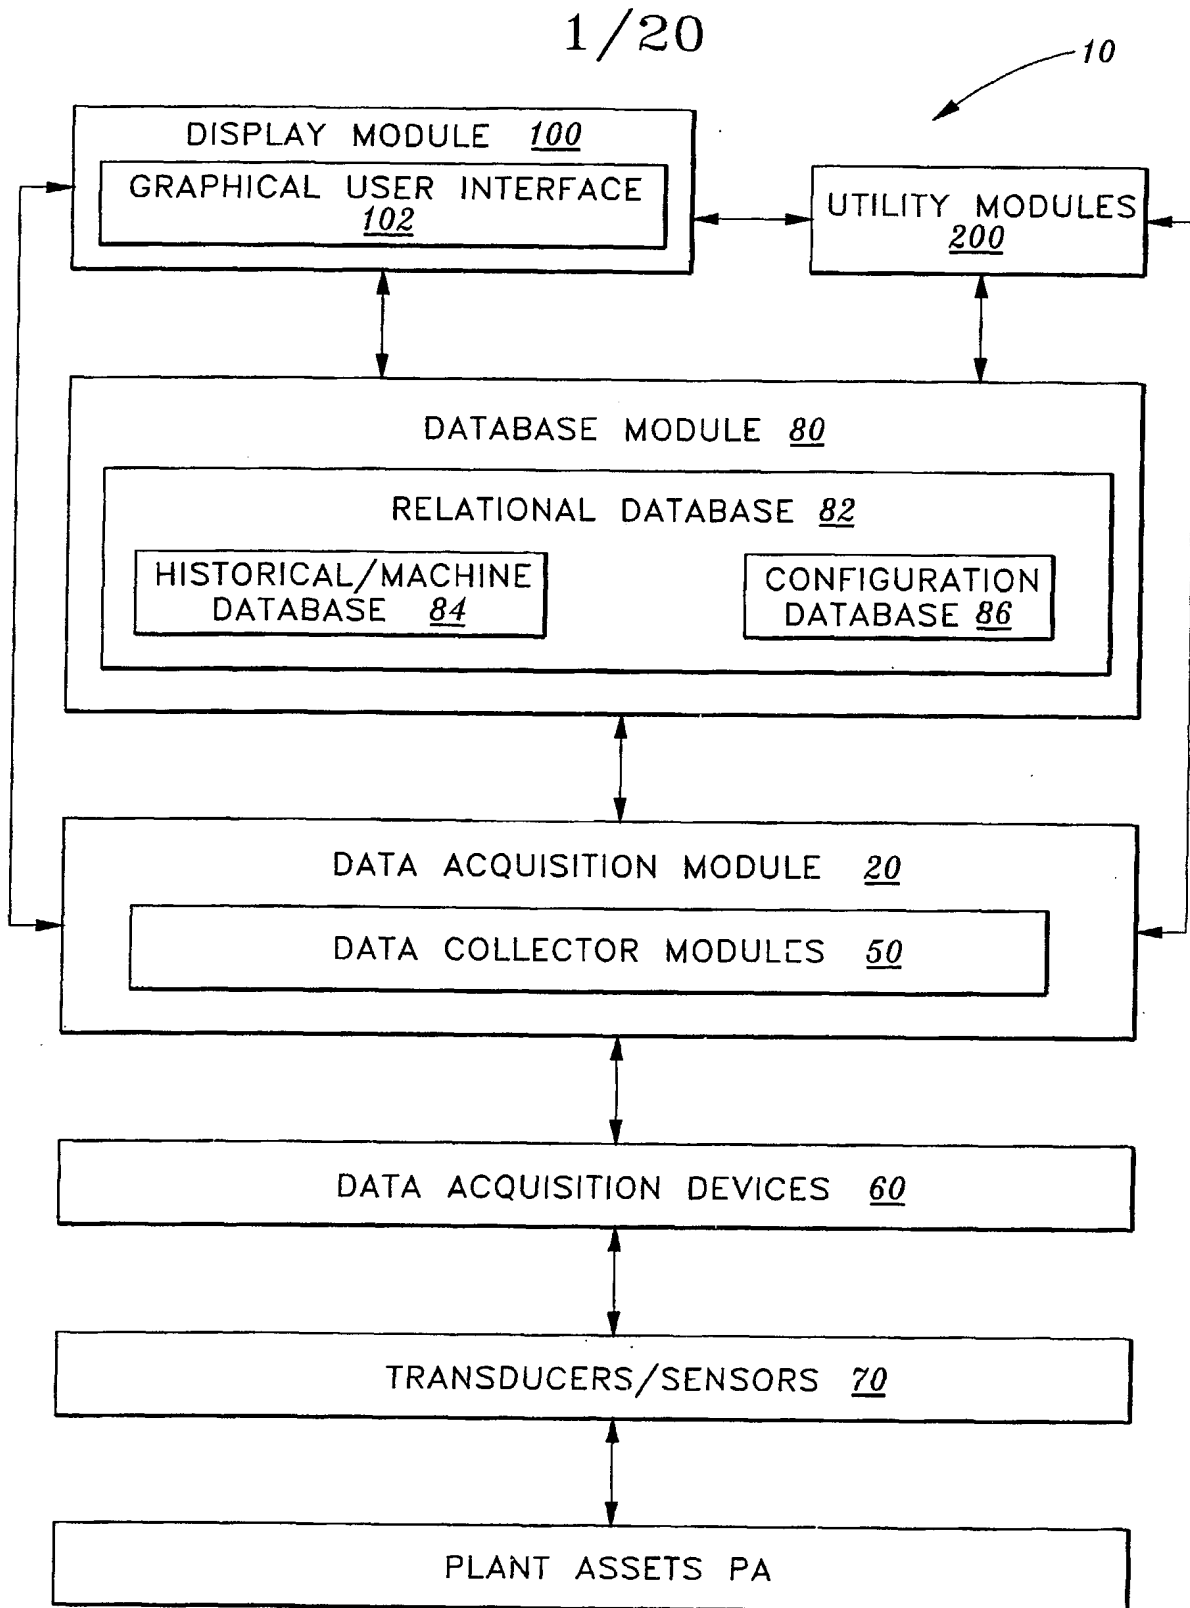 1/20
10
DISPLAY MODULE 100
GRAPHICAL USER INTERFACE
102
UTILITY MODULES
200
DATABASE MODULE 80
RELATIONAL DATABASE 82
HISTORICAL/MACHINE
DATABASE 84
CONFIGURATION
DATABASE 86
DATA ACQUISITION MODULE 20
DATA COLLECTOR MODULES 50
DATA ACQUISITION DEVICES 60
TRANSDUCERS/SENSORS 70
PLANT ASSETS PA